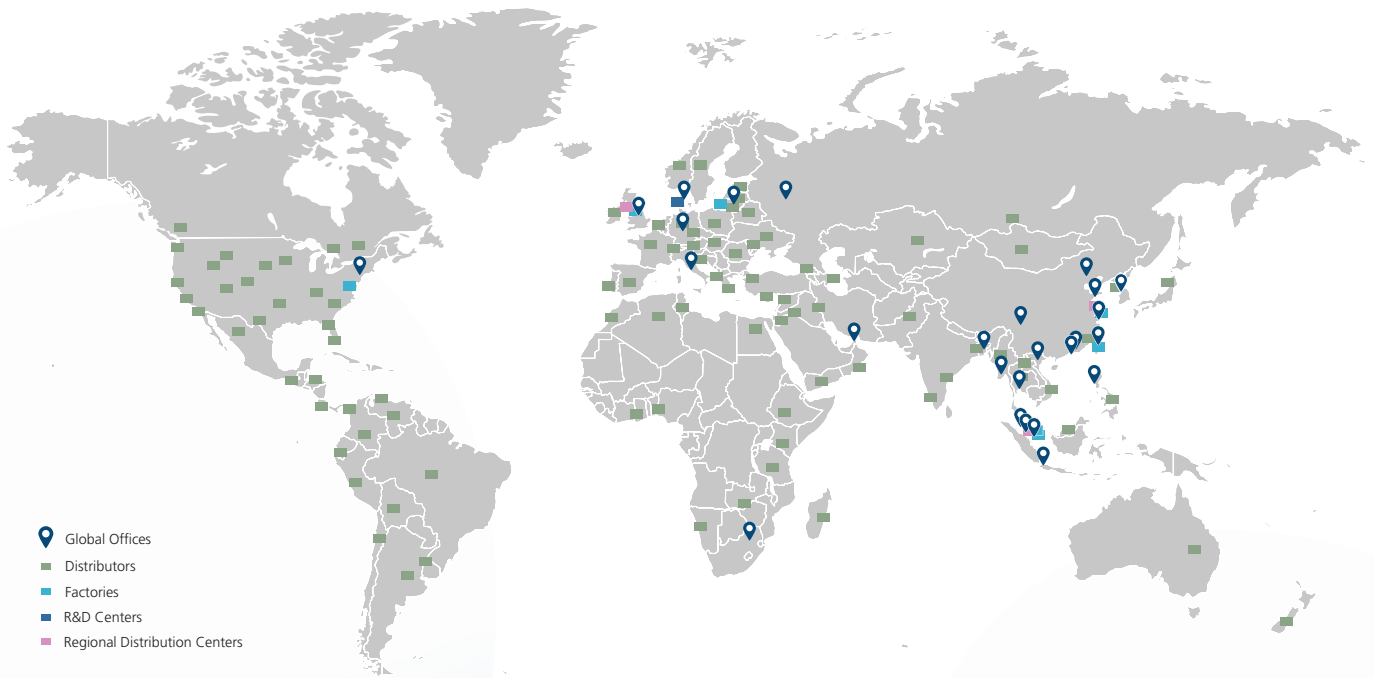 Global Offices
Distributors
Factories
R&D Centers
Regional Distribution Centers